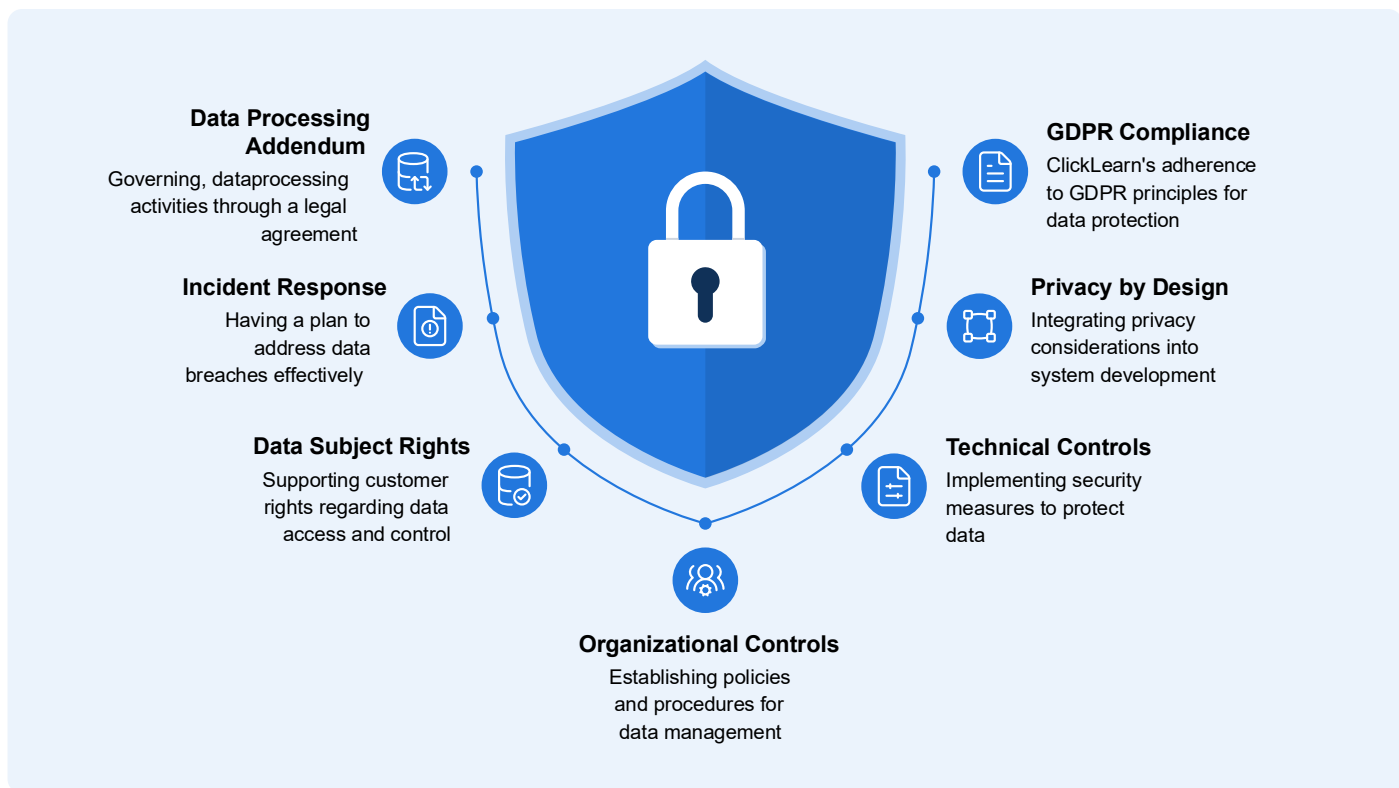 Data Processing
Addendum
Governing, dataprocessing
activities through a legal
agreement
Incident Response
Having a plan to
address data
breaches effectively
Data Subject Rights
Supporting customer
rights regarding data
access and control
Organizational Controls
Establishing policies
and procedures for
data management
GDPR Compliance
ClickLearn's adherence
to GDPR principles for
data protection
Privacy by Design
Integrating privacy
considerations into
system development
Technical Controls
Implementing security
measures to protect
data